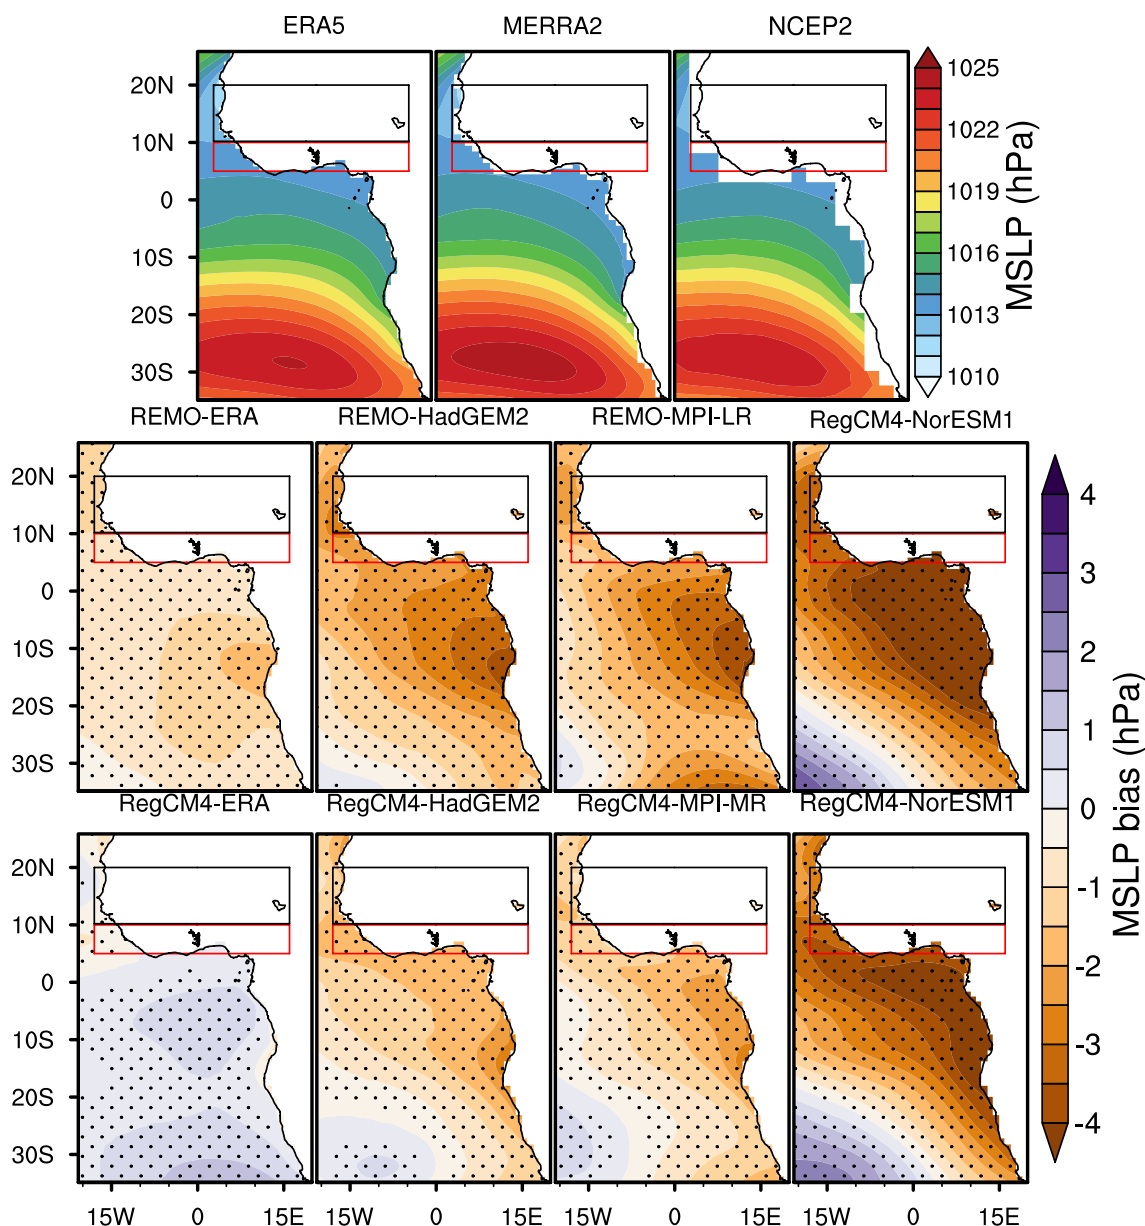 ERA5 MERRA2 NCEP2
20N
10N
0
10S
20S
30S
1025
1022
1019
1016
1013
1010
MSLP (hPa)
REMO-ERA REMO-HadGEM2 REMO-MPI-LR RegCM4-NorESM1
20N
10N
0
10S
20S
30S
RegCM4-ERA RegCM4-HadGEM2 RegCM4-MPI-MR RegCM4-NorESM1
20N
10N
0
10S
20S
30S
15W 0 15E 15W 0 15E 15W 0 15E 15W 0 15E
4
3
2
1
0
-1
-2
-3
-4
MSLP bias (hPa)